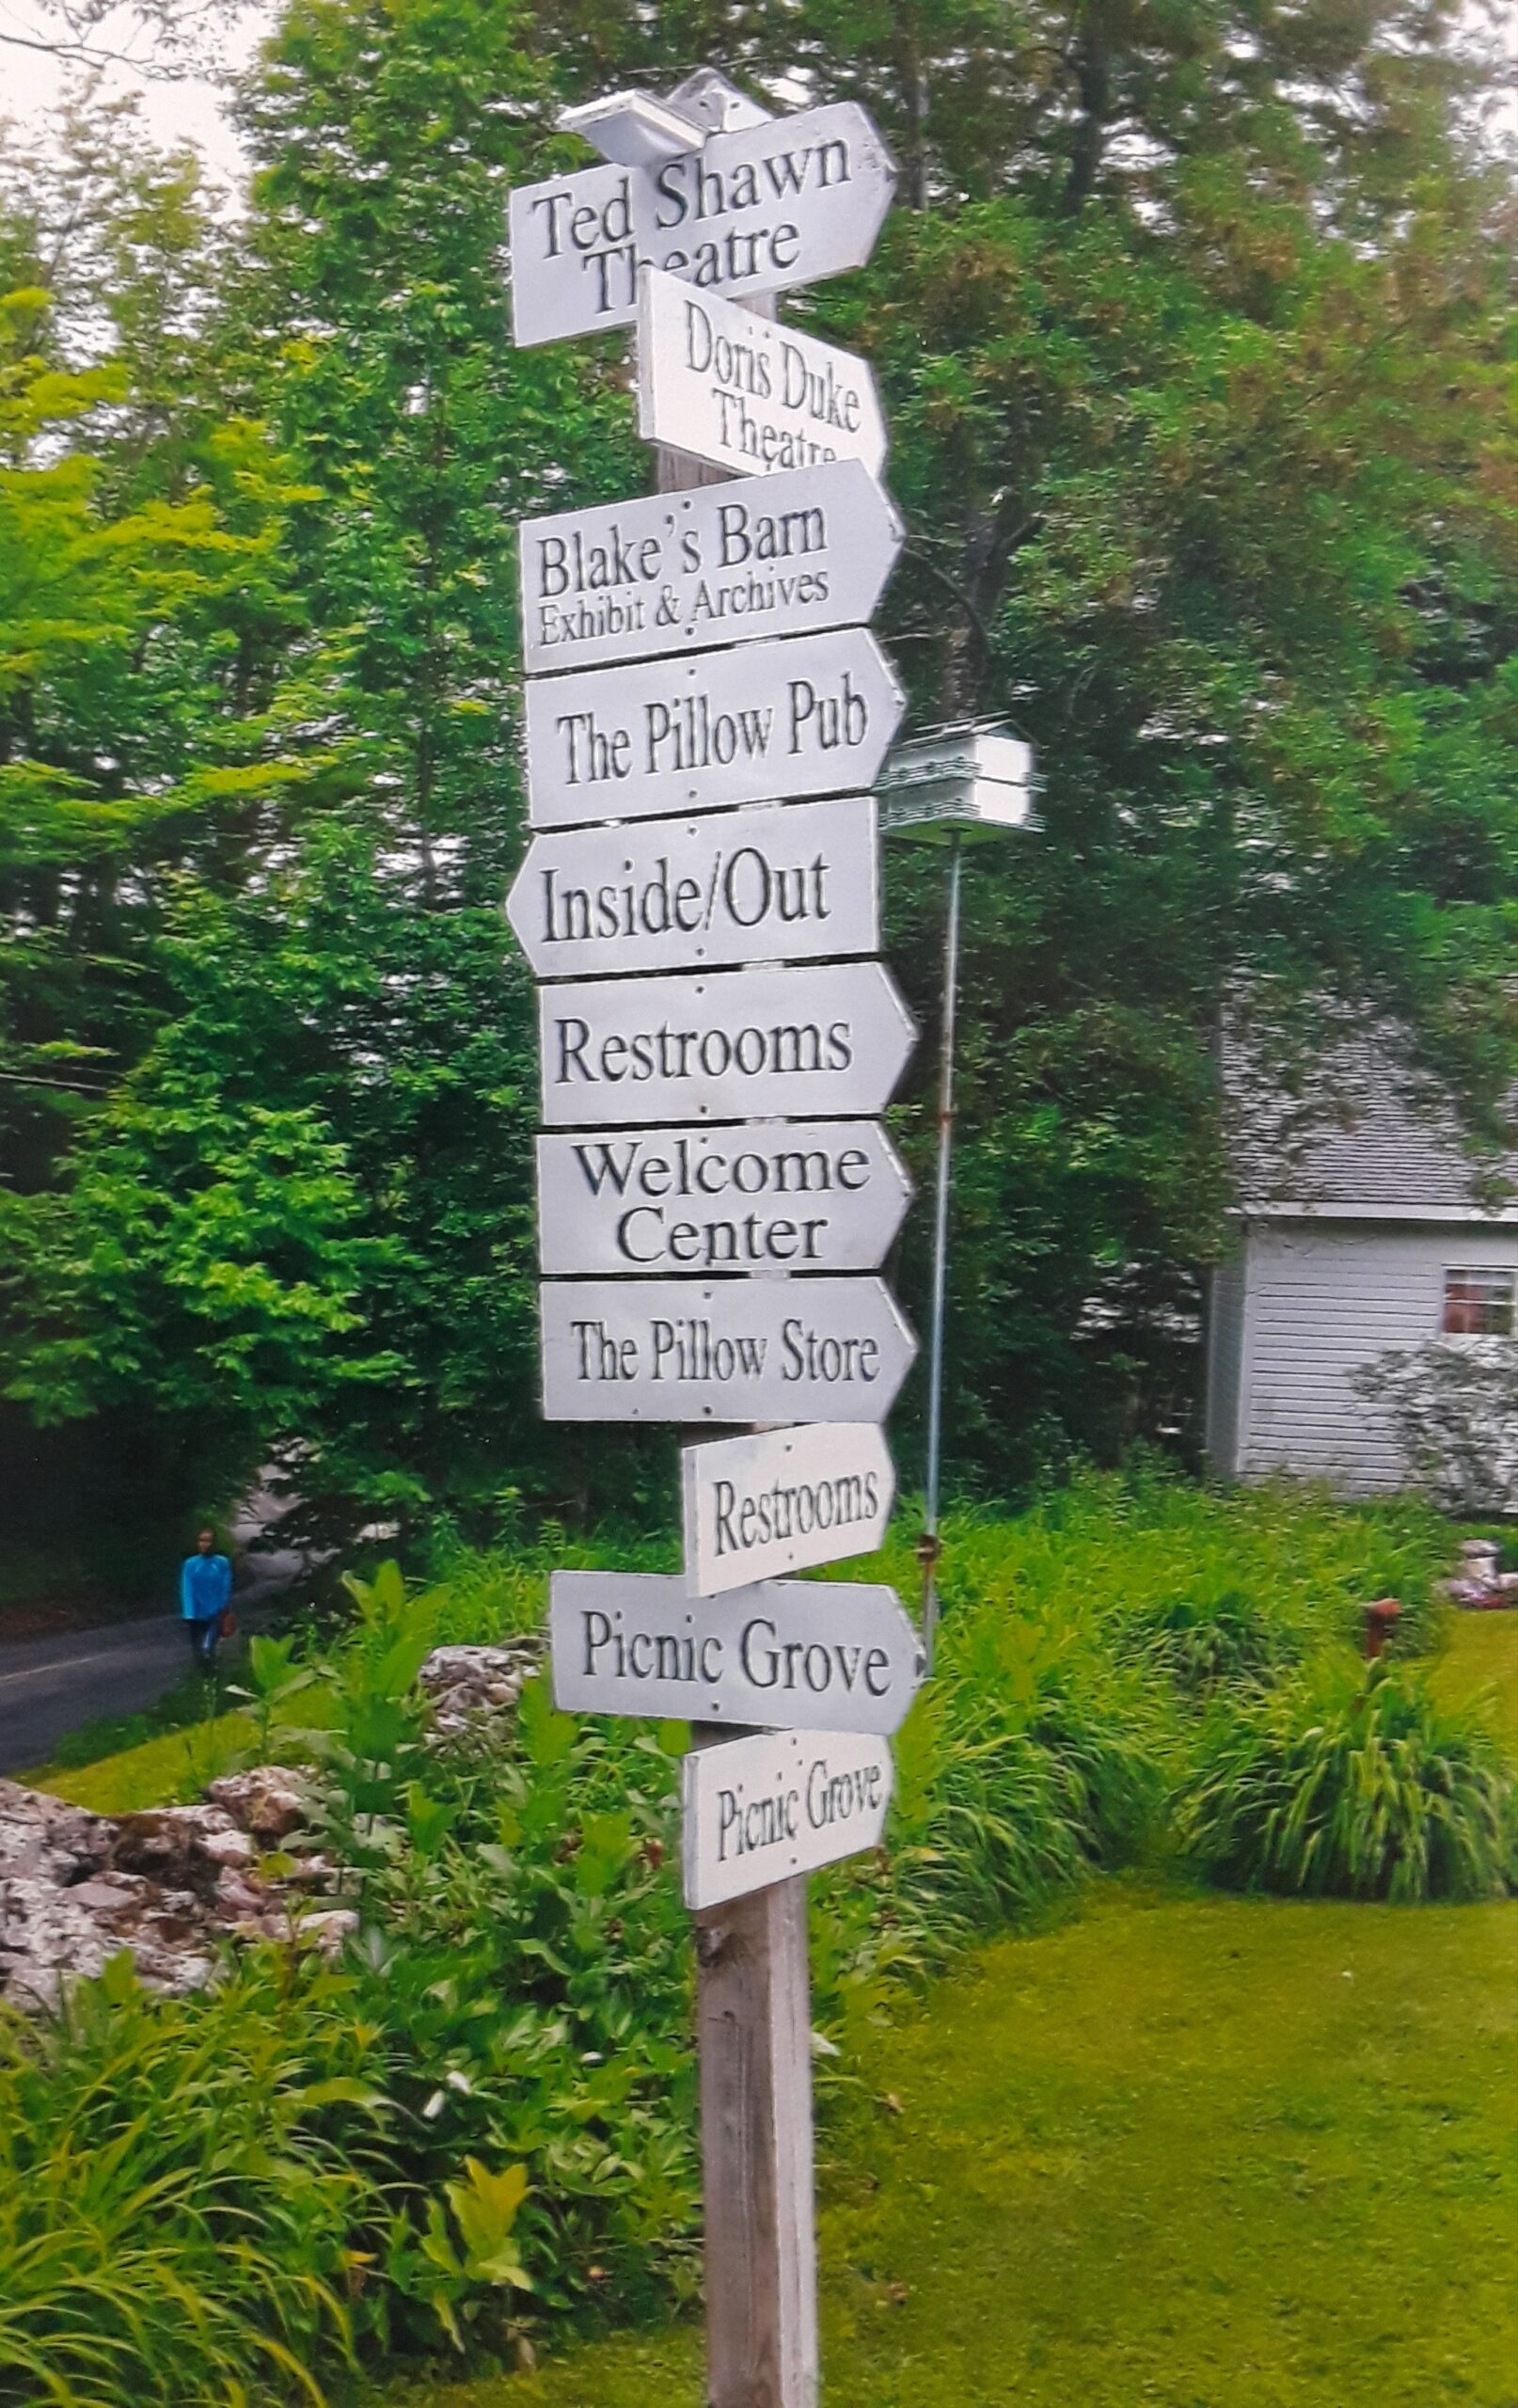 Ted Shawn
Theatre
Doris Duke
Theatre
Blake's Barn
Exhibit & Archives
The Pillow Pub
Inside/Out
Restrooms
Welcome
Center
The Pillow Store
Restrooms
Picnic Grove
Picnic Grove